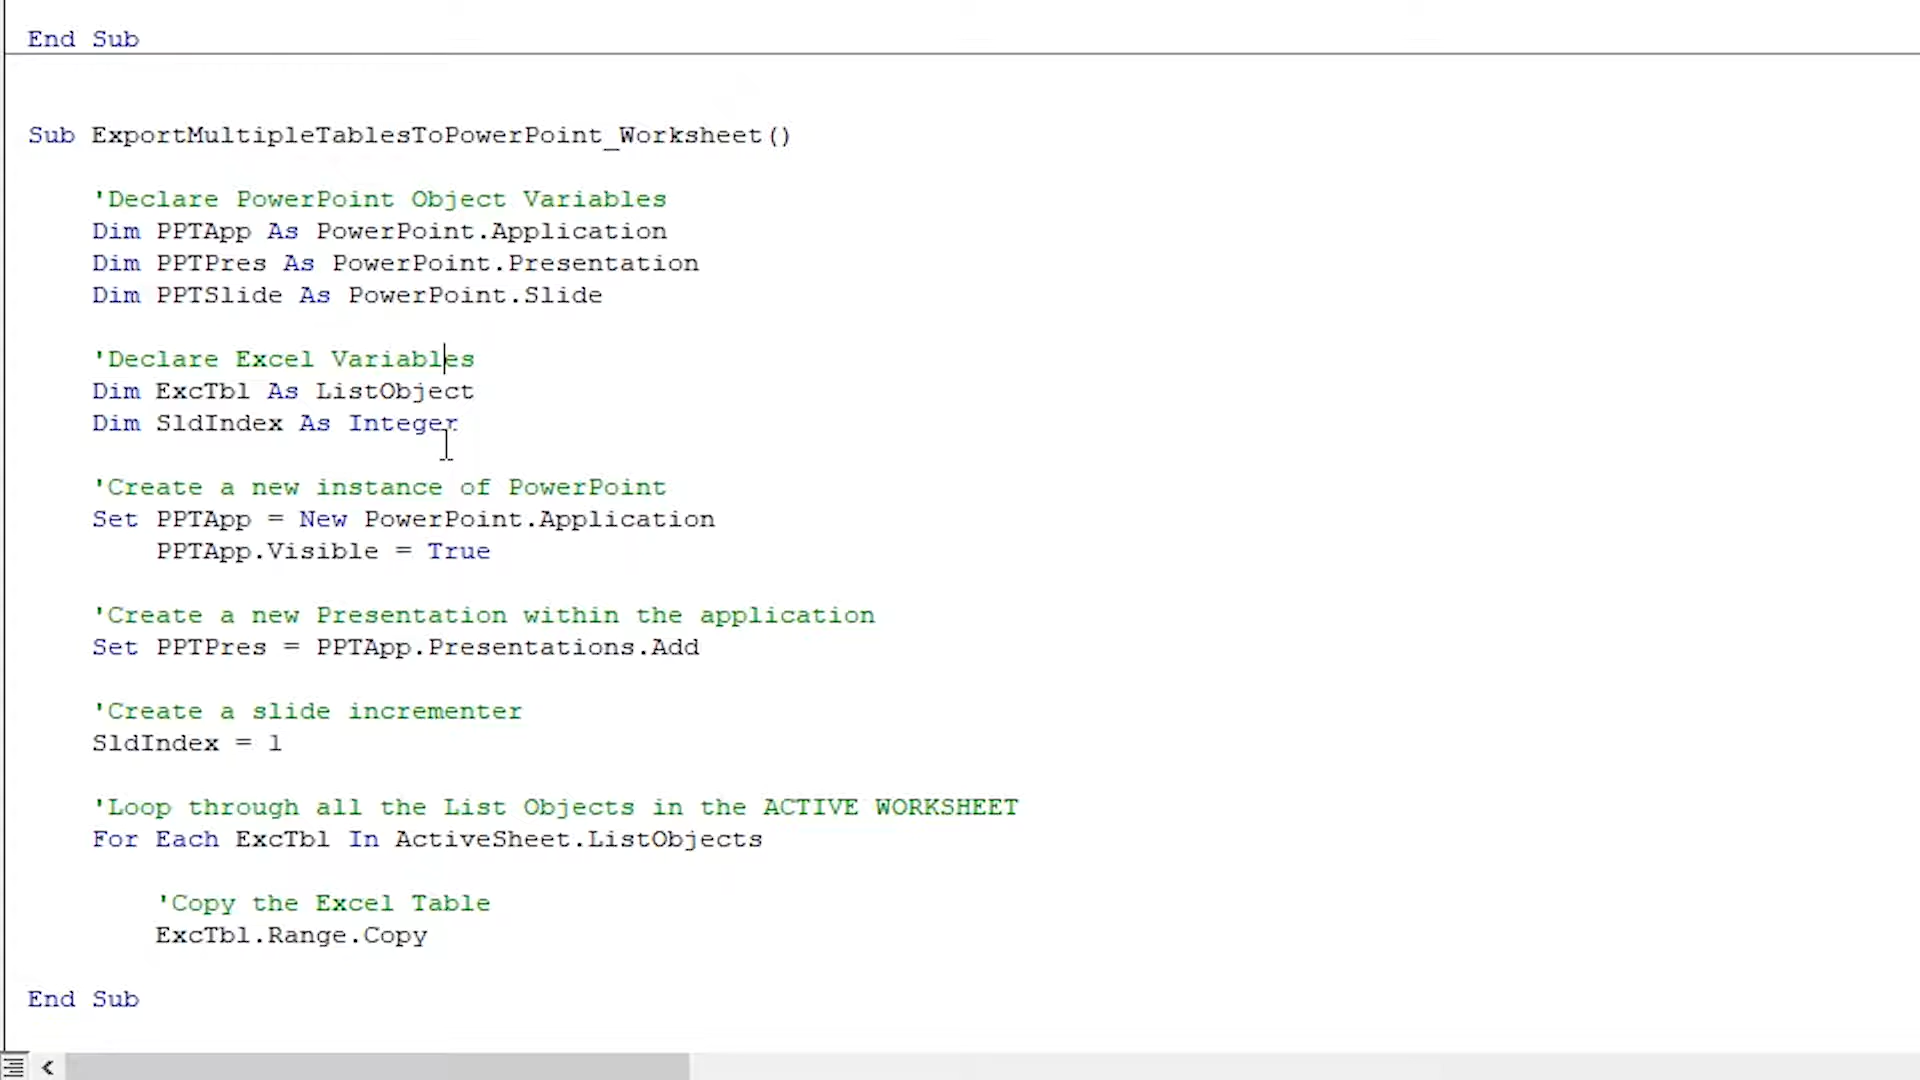 End Sub
Sub ExportMultipleTablesToPowerPoint_Worksheet()
'Declare PowerPoint Object Variables
Dim PPTApp As PowerPoint.Application
Dim PPTPres As PowerPoint.Presentation
Dim PPTSlide As PowerPoint.Slide
'Declare Excel Variables
Dim ExcTbl As ListObject
Dim SldIndex As Integer
'Create a new instance of PowerPoint
Set PPTApp = New PowerPoint.Application
PPTApp.Visible = True
'Create a new Presentation within the application
Set PPTPres = PPTApp.Presentations.Add
'Create a slide incrementer
SldIndex = 1
'Loop through all the List Objects in the ACTIVE WORKSHEET
For Each ExcTbl In ActiveSheet.ListObjects
'Copy the Excel Table
ExcTbl.Range.Copy
End Sub